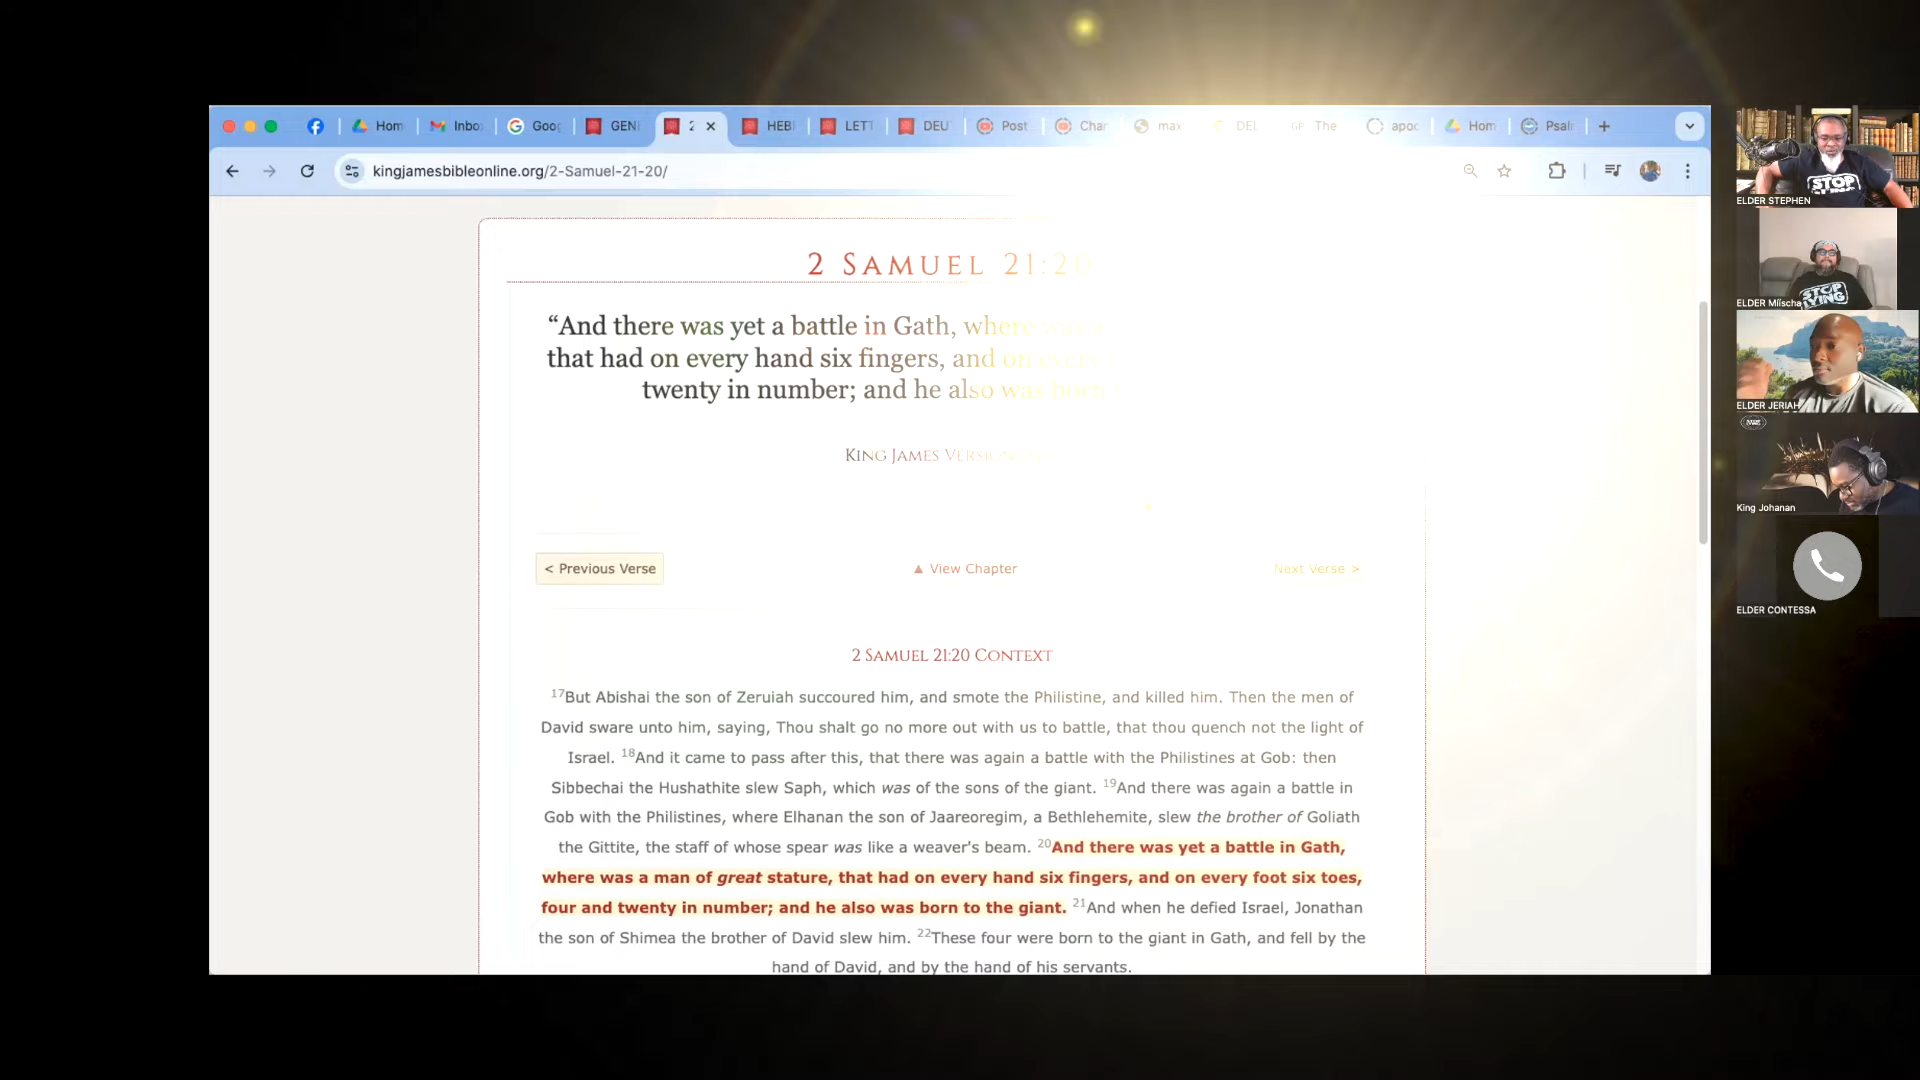 Hom
Inbo
Goo
GEN
2
HEB
LET
DEU
Post
Char
max
DEL
GP The
apoc
Hom
Psal
kingjamesbibleonline.org/2-Samuel-21-20/
2 SAMUEL 21:20
“And there was yet a battle in Gath, where was a
that had on every hand six fingers, and on every
twenty in number; and he also was born
KING JAMES VERSION
< Previous Verse
▲ View Chapter
Next Verse >
2 SAMUEL 21:20 CONTEXT
17But Abishai the son of Zeruiah succoured him, and smote the Philistine, and killed him. Then the men of
David sware unto him, saying, Thou shalt go no more out with us to battle, that thou quench not the light of
Israel. 18And it came to pass after this, that there was again a battle with the Philistines at Gob: then
Sibbechai the Hushathite slew Saph, which was of the sons of the giant. 19And there was again a battle in
Gob with the Philistines, where Elhanan the son of Jaareoregim, a Bethlehemite, slew the brother of Goliath
the Gittite, the staff of whose spear was like a weaver's beam. 20And there was yet a battle in Gath,
where was a man of great stature, that had on every hand six fingers, and on every foot six toes,
four and twenty in number; and he also was born to the giant. 21And when he defied Israel, Jonathan
the son of Shimea the brother of David slew him. 22These four were born to the giant in Gath, and fell by the
hand of David, and by the hand of his servants.
STOP
ELDER STEPHEN
STOP
LYING
ELDER Miischa
ELDER JERIAH
King Johanan
ELDER CONTESSA